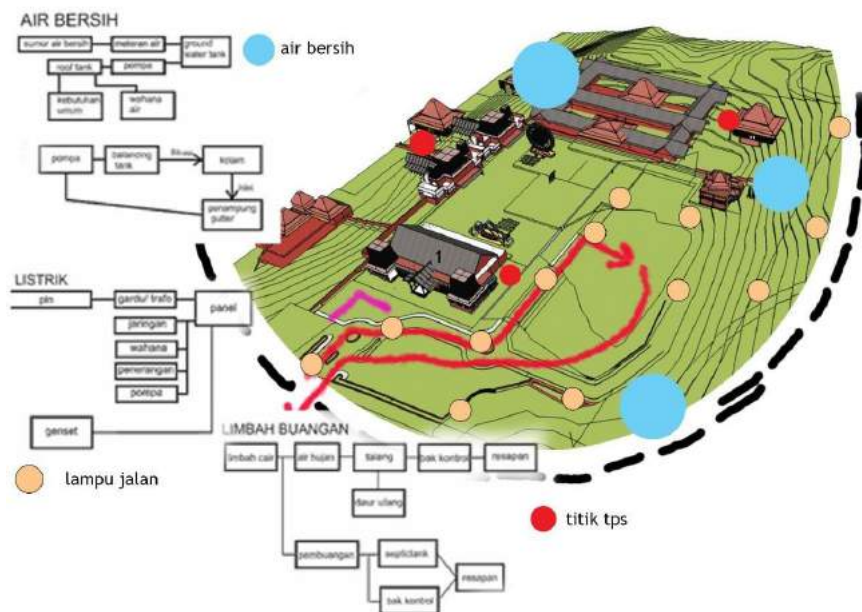 AIR BERSIH
sumur air bersih
meteran air
ground
water tank
roof tank
pompa
kebutuhan
umum
wahana
air
air bersih
pompa
balancing
tank
kolam
penampung
gutter
1
LISTRIK
pln
gardu/ trafo
panel
jaringan
wahana
penerangan
pompa
genset
lampu jalan
LIMBAH BUANGAN
limbah cair
air hujan
talang
bak kontrol
resapan
daur ulang
pembuangan
septictank
bak kontrol
resapan
titik tps